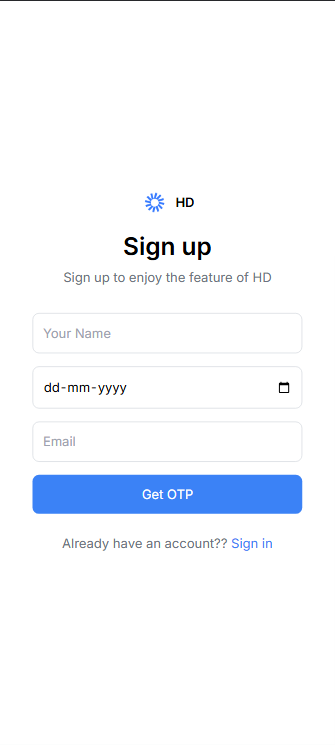 HD
Sign up
Sign up to enjoy the feature of HD
Your Name
dd-mm-yyyy
Email
Get OTP
Already have an account?? Sign in